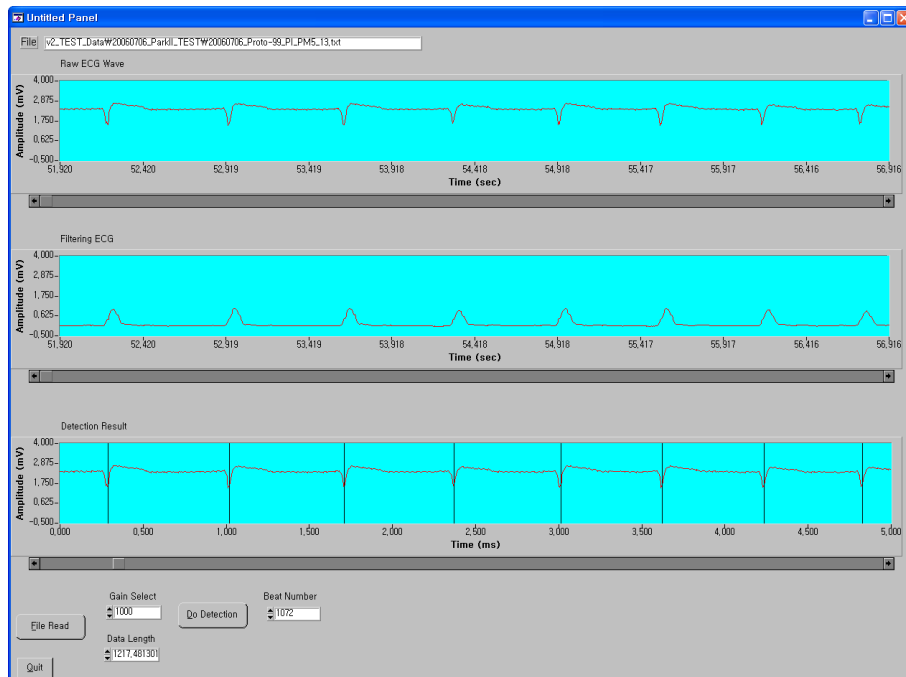 Untitled Panel
File v2_TEST_Data₩20060706_ParkII_TEST₩20060706_Proto-99_PI_PM5_13,txt
Raw ECG Wave
Amplitude (mV)
4,000
2,875
1,750
0,625
-0,500
51,920 52,420 52,919 53,419 53,918 54,418 54,918 55,417 55,917 56,416 56,916
Time (sec)
Filtering ECG
Amplitude (mV)
4,000
2,875
1,750
0,625
-0,500
51,920 52,420 52,919 53,419 53,918 54,418 54,918 55,417 55,917 56,416 56,916
Time (sec)
Detection Result
Amplitude (mV)
4,000
2,875
1,750
0,625
-0,500
0,000 0,500 1,000 1,500 2,000 2,500 3,000 3,500 4,000 4,500 5,000
Time (ms)
Gain Select
1000
Beat Number
1072
File Read
Do Detection
Data Length
1217,481301
Quit